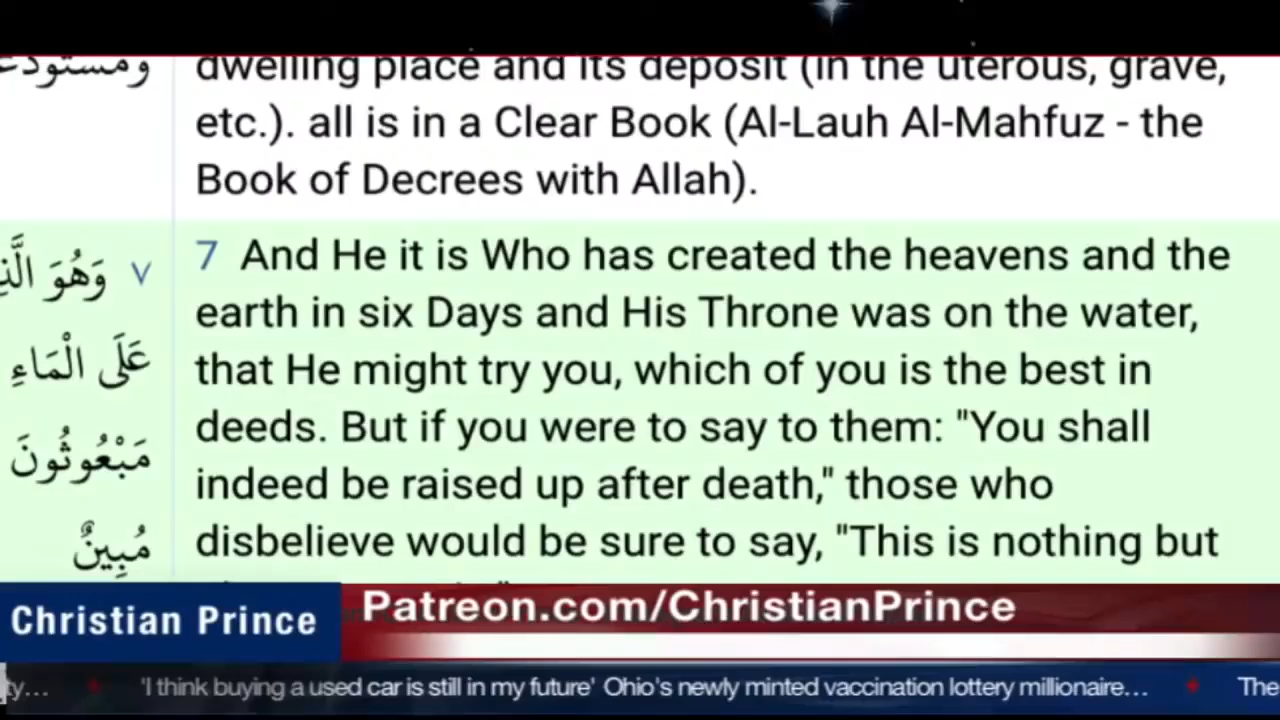 dwelling place and its deposit (in the uterous, grave,
etc.). all is in a Clear Book (Al-Lauh Al-Mahfuz - the
Book of Decrees with Allah).
7 And He it is Who has created the heavens and the
earth in six Days and His Throne was on the water,
that He might try you, which of you is the best in
deeds. But if you were to say to them: "You shall
indeed be raised up after death," those who
disbelieve would be sure to say, "This is nothing but
٧ وَهُوَ
عَلَى الْمَاءِ
مَبْعُوثُونَ
مُبِينٌ
Christian Prince
Patreon.com/ChristianPrince
ty… 'I think buying a used car is still in my future' Ohio's newly minted vaccination lottery millionaire… The